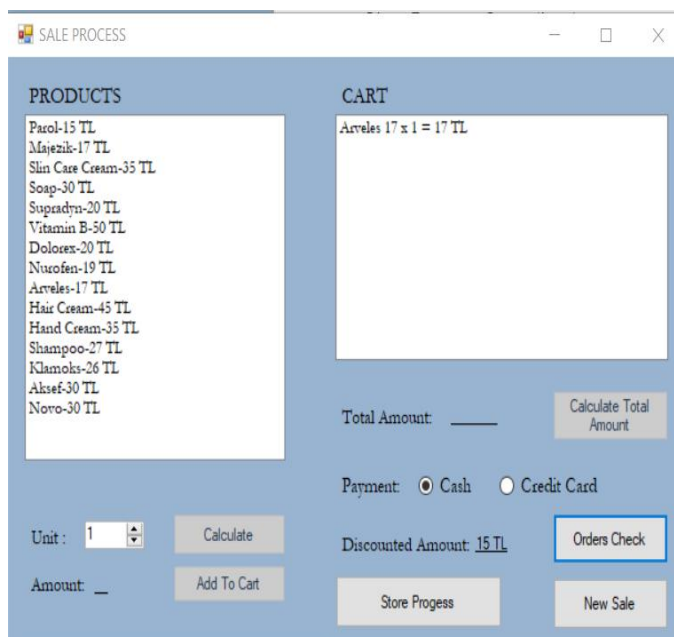 SALE PROCESS
PRODUCTS
Parol-15 TL
Majezik-17 TL
Slin Care Cream-35 TL
Soap-30 TL
Supradyn-20 TL
Vitamin B-50 TL
Dolorex-20 TL
Nurofen-19 TL
Arveles-17 TL
Hair Cream-45 TL
Hand Cream-35 TL
Shampoo-27 TL
Klamoks-26 TL
Aksef-30 TL
Novo-30 TL
Unit :
1
Calculate
Amount:
Add To Cart
CART
Arveles 17 x 1 = 17 TL
Total Amount:
Calculate Total
Amount
Payment: Cash Credit Card
Discounted Amount: 15 TL
Orders Check
Store Progess
New Sale